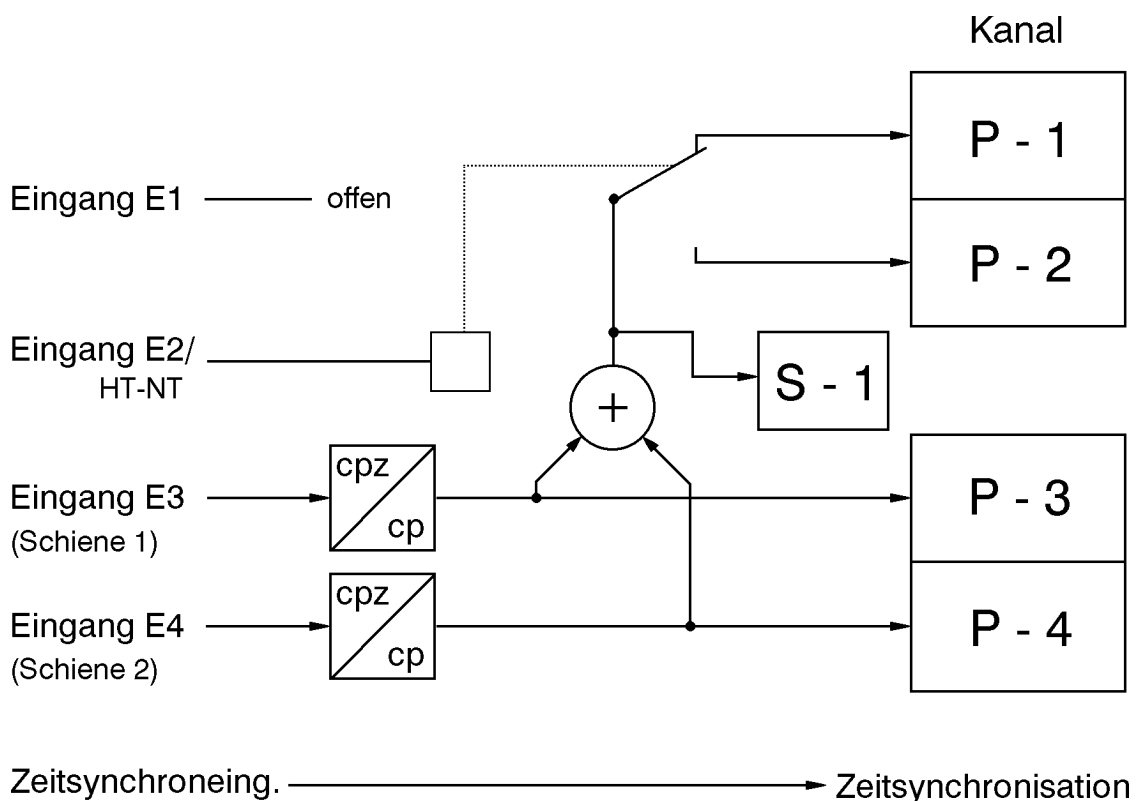 Kanal
P - 1
Eingang E1
offen
P - 2
Eingang E2/
HT-NT
S - 1
+
cpz
cp
Eingang E3
(Schiene 1)
P - 3
cpz
cp
Eingang E4
(Schiene 2)
P - 4
Zeitsynchroneing.
Zeitsynchronisation